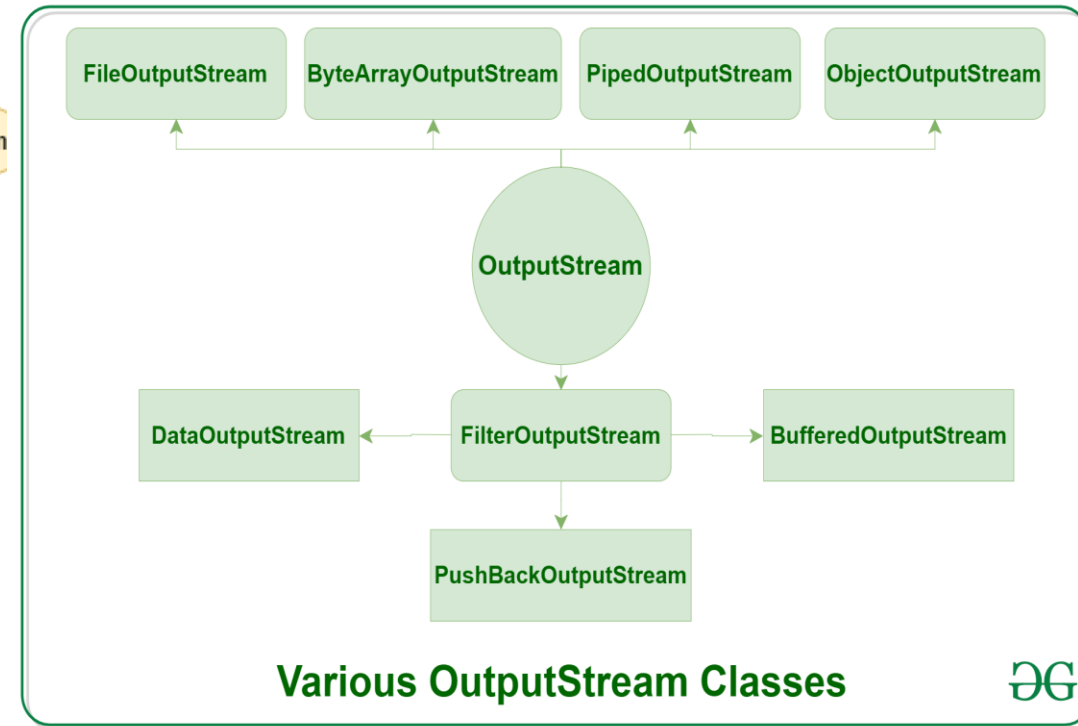 FileOutputStream
ByteArrayOutputStream
PipedOutputStream
ObjectOutputStream
OutputStream
DataOutputStream
FilterOutputStream
BufferedOutputStream
PushBackOutputStream
Various OutputStream Classes